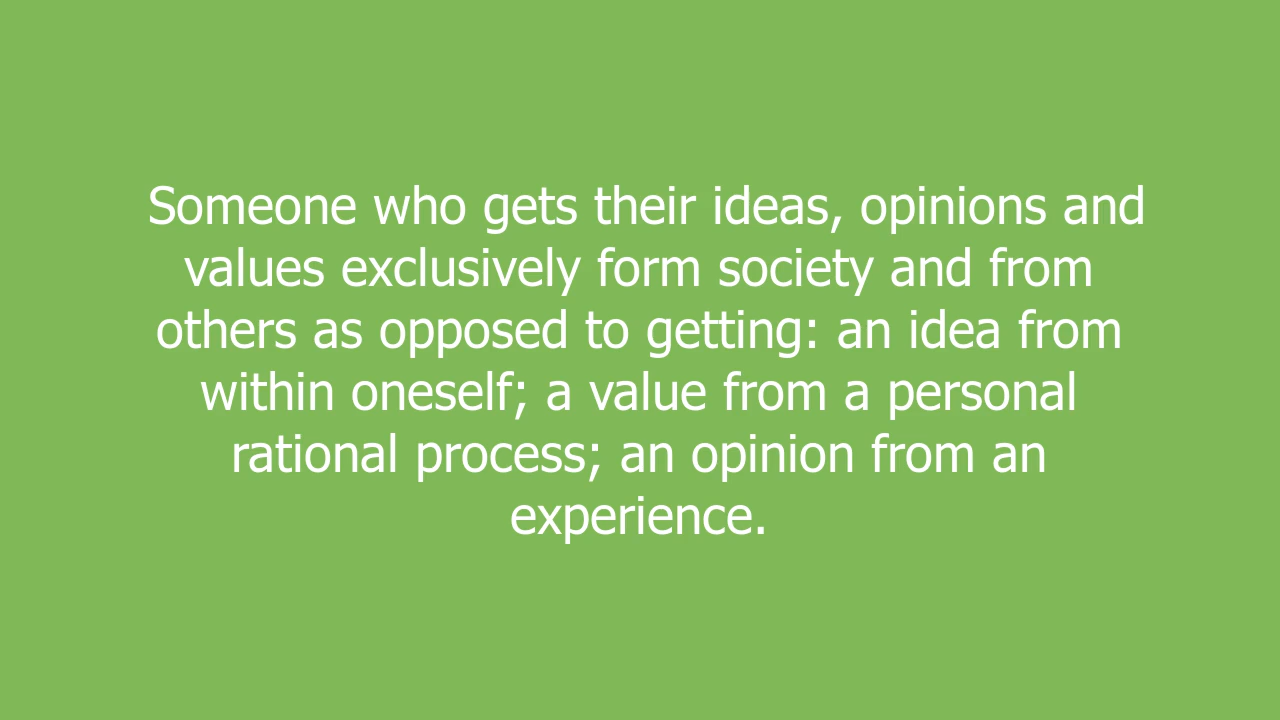 Someone who gets their ideas, opinions and
values exclusively form society and from
others as opposed to getting: an idea from
within oneself; a value from a personal
rational process; an opinion from an
experience.